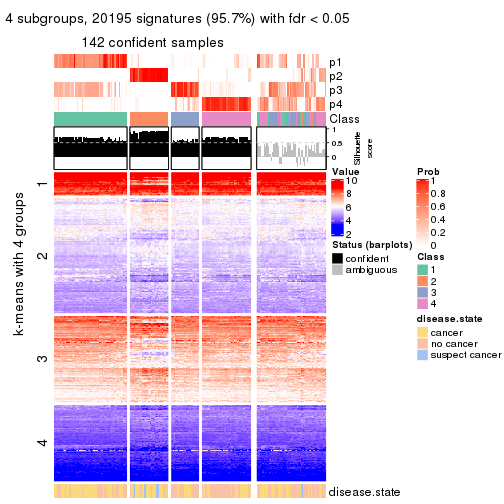 4 subgroups, 20195 signatures (95.7%) with fdr < 0.05
142 confident samples
p1
p2
p3
p4
Class
1
0.5
0
Silhouette
score
k-means with 4 groups
1
2
3
4
disease.state
Value
10
8
6
4
2
Status (barplots)
confident
ambiguous
Prob
1
0.8
0.6
0.4
0.2
0
Class
1
2
3
4
disease.state
cancer
no cancer
suspect cancer